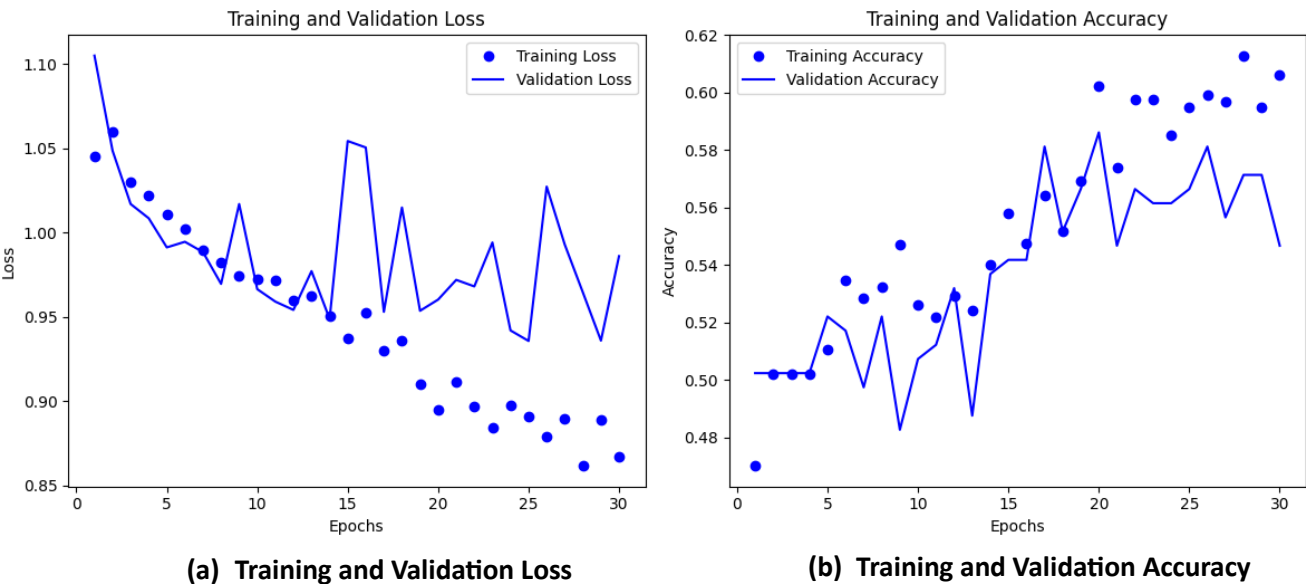 Training and Validation Loss
Training Loss
Validation Loss
Loss
1.10
1.05
1.00
0.95
0.90
0.85
0
5
10
15
20
25
30
Epochs
(a) Training and Validation Loss
Training and Validation Accuracy
Training Accuracy
Validation Accuracy
Accuracy
0.62
0.60
0.58
0.56
0.54
0.52
0.50
0.48
0
5
10
15
20
25
30
Epochs
(b) Training and Validation Accuracy